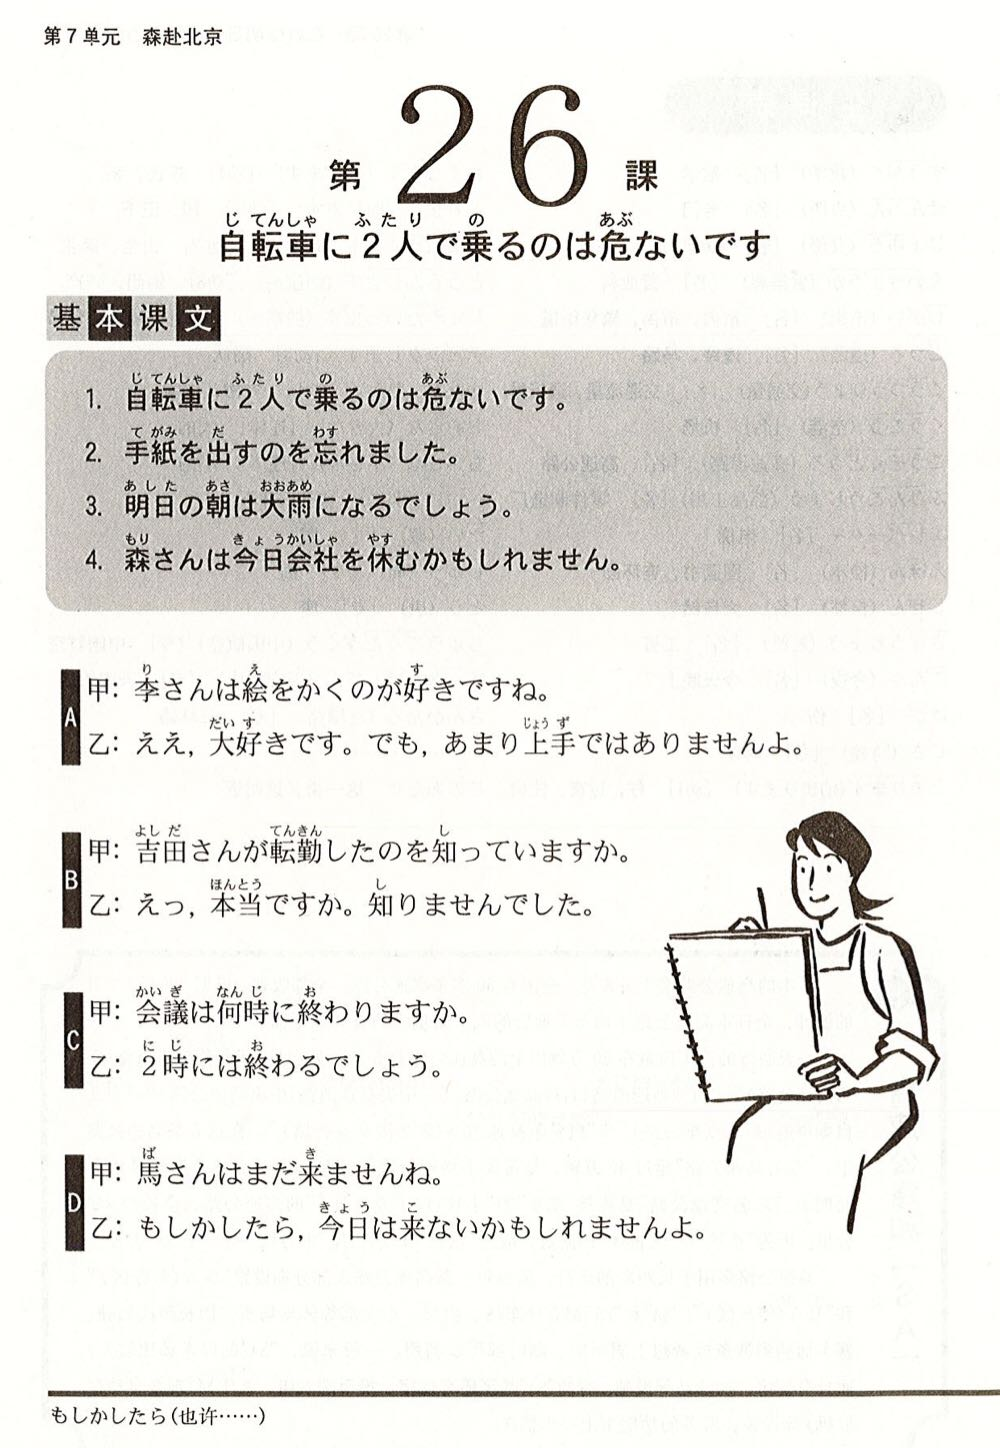 第7单元　森赴北京
第26課
じてんしゃ　ふたり　の　あぶ
自転車に2人で乗るのは危ないです
基本课文
じてんしゃ　ふたり　の　あぶ
1. 自転車に2人で乗るのは危ないです。
てがみ　だ　わす
2. 手紙を出すのを忘れました。
あした　あさ　おおあめ
3. 明日の朝は大雨になるでしょう。
もり　きょうかいしゃ　やす
4. 森さんは今日会社を休むかもしれません。
り　え　す
A 甲：李さんは絵をかくのが好きですね。
だいす　じょうず
乙：ええ，大好きです。でも，あまり上手ではありませんよ。
よしだ　てんきん　し
B 甲：吉田さんが転勤したのを知っていますか。
ほんとう　し
乙：えっ，本当ですか。知りませんでした。
かいぎ　なんじ　お
C 甲：会議は何時に終わりますか。
にじ　お
乙：2時には終わるでしょう。
ば　き
D 甲：馬さんはまだ来ませんね。
きょう　こ
乙：もしかしたら，今日は来ないかもしれませんよ。
もしかしたら（也许……）